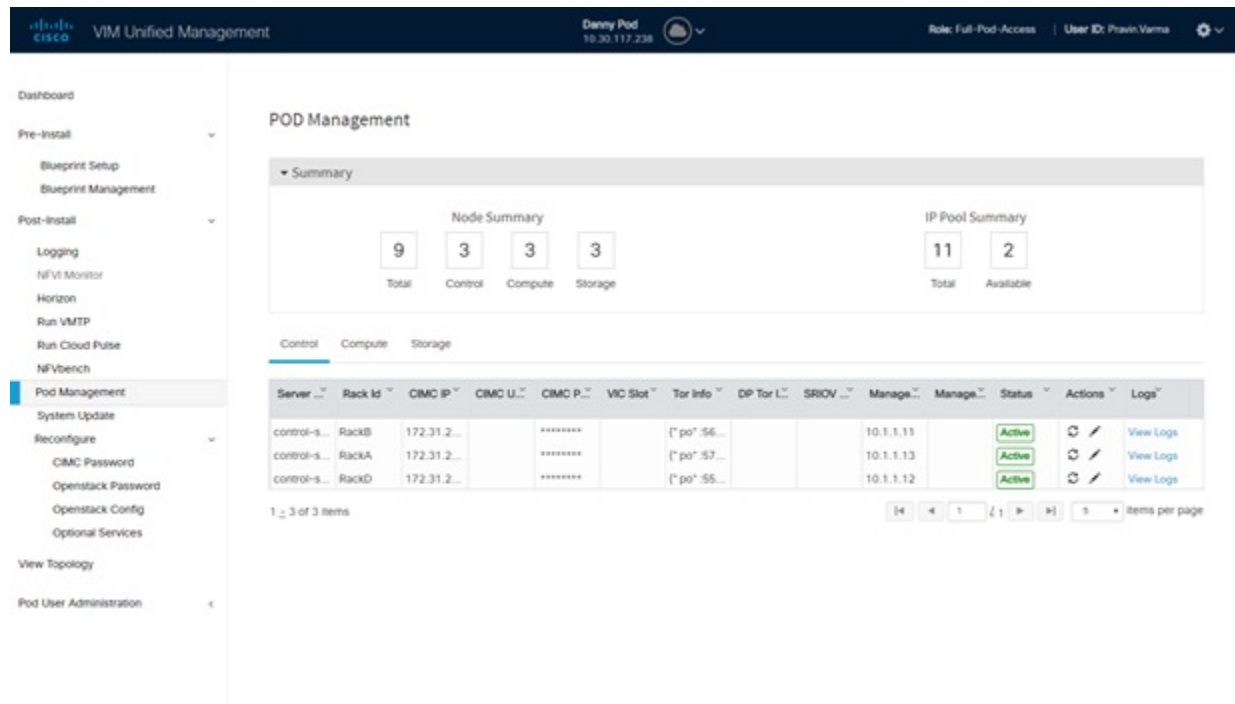 CISCO VIM Unified Management
Danny Pod
10.30.117.238
Role: Full-Pod-Access | User ID: Pravin.Varma
Dashboard
Pre-Install
Blueprint Setup
Blueprint Management
Post-Install
Logging
NFVI Monitor
Horizon
Run VMTP
Run Cloud Pulse
NFVbench
Pod Management
System Update
Reconfigure
CIMC Password
Openstack Password
Openstack Config
Optional Services
View Topology
Pod User Administration
POD Management
Summary
Node Summary
9 3 3 3
Total Control Compute Storage
IP Pool Summary
11 2
Total Available
Control Compute Storage
Server ... Rack Id CIMC IP CIMC U... CIMC P... VIC Slot Tor Info DP Tor I... SRIOV ... Manage... Manage... Status Actions Logs
control-s... RackB 172.31.2... ******** {" po" :56... 10.1.1.11 Active View Logs
control-s... RackA 172.31.2... ******** {" po" :57... 10.1.1.13 Active View Logs
control-s... RackD 172.31.2... ******** {" po" :55... 10.1.1.12 Active View Logs
1 - 3 of 3 items
1 / 1 5 items per page